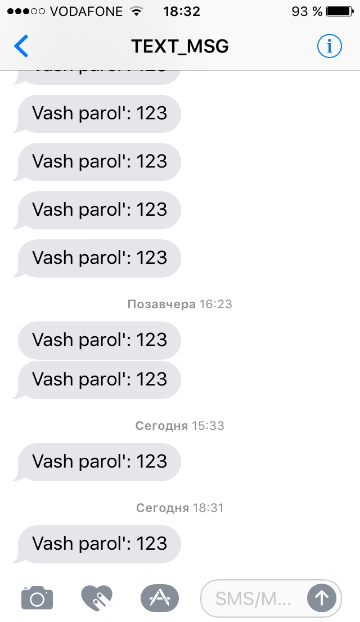 VODAFONE 18:32 93 %
TEXT_MSG
Vash parol': 123
Vash parol': 123
Vash parol': 123
Vash parol': 123
Vash parol': 123
Позавчера 16:23
Vash parol': 123
Vash parol': 123
Сегодня 15:33
Vash parol': 123
Сегодня 18:31
Vash parol': 123
SMS/M...